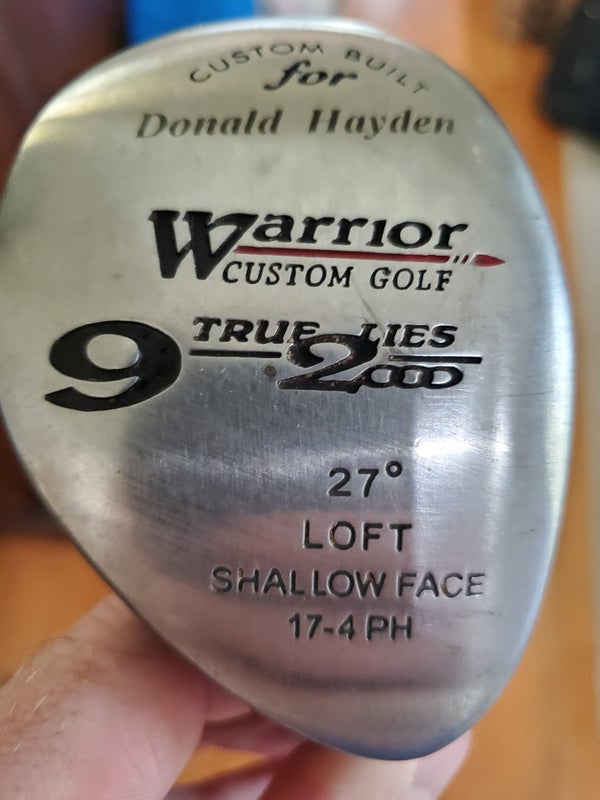 CUSTOM BUILT
for
Donald Hayden
Warrior
CUSTOM GOLF
9 TRUE LIES
2000
27°
LOFT
SHALLOW FACE
17-4 PH